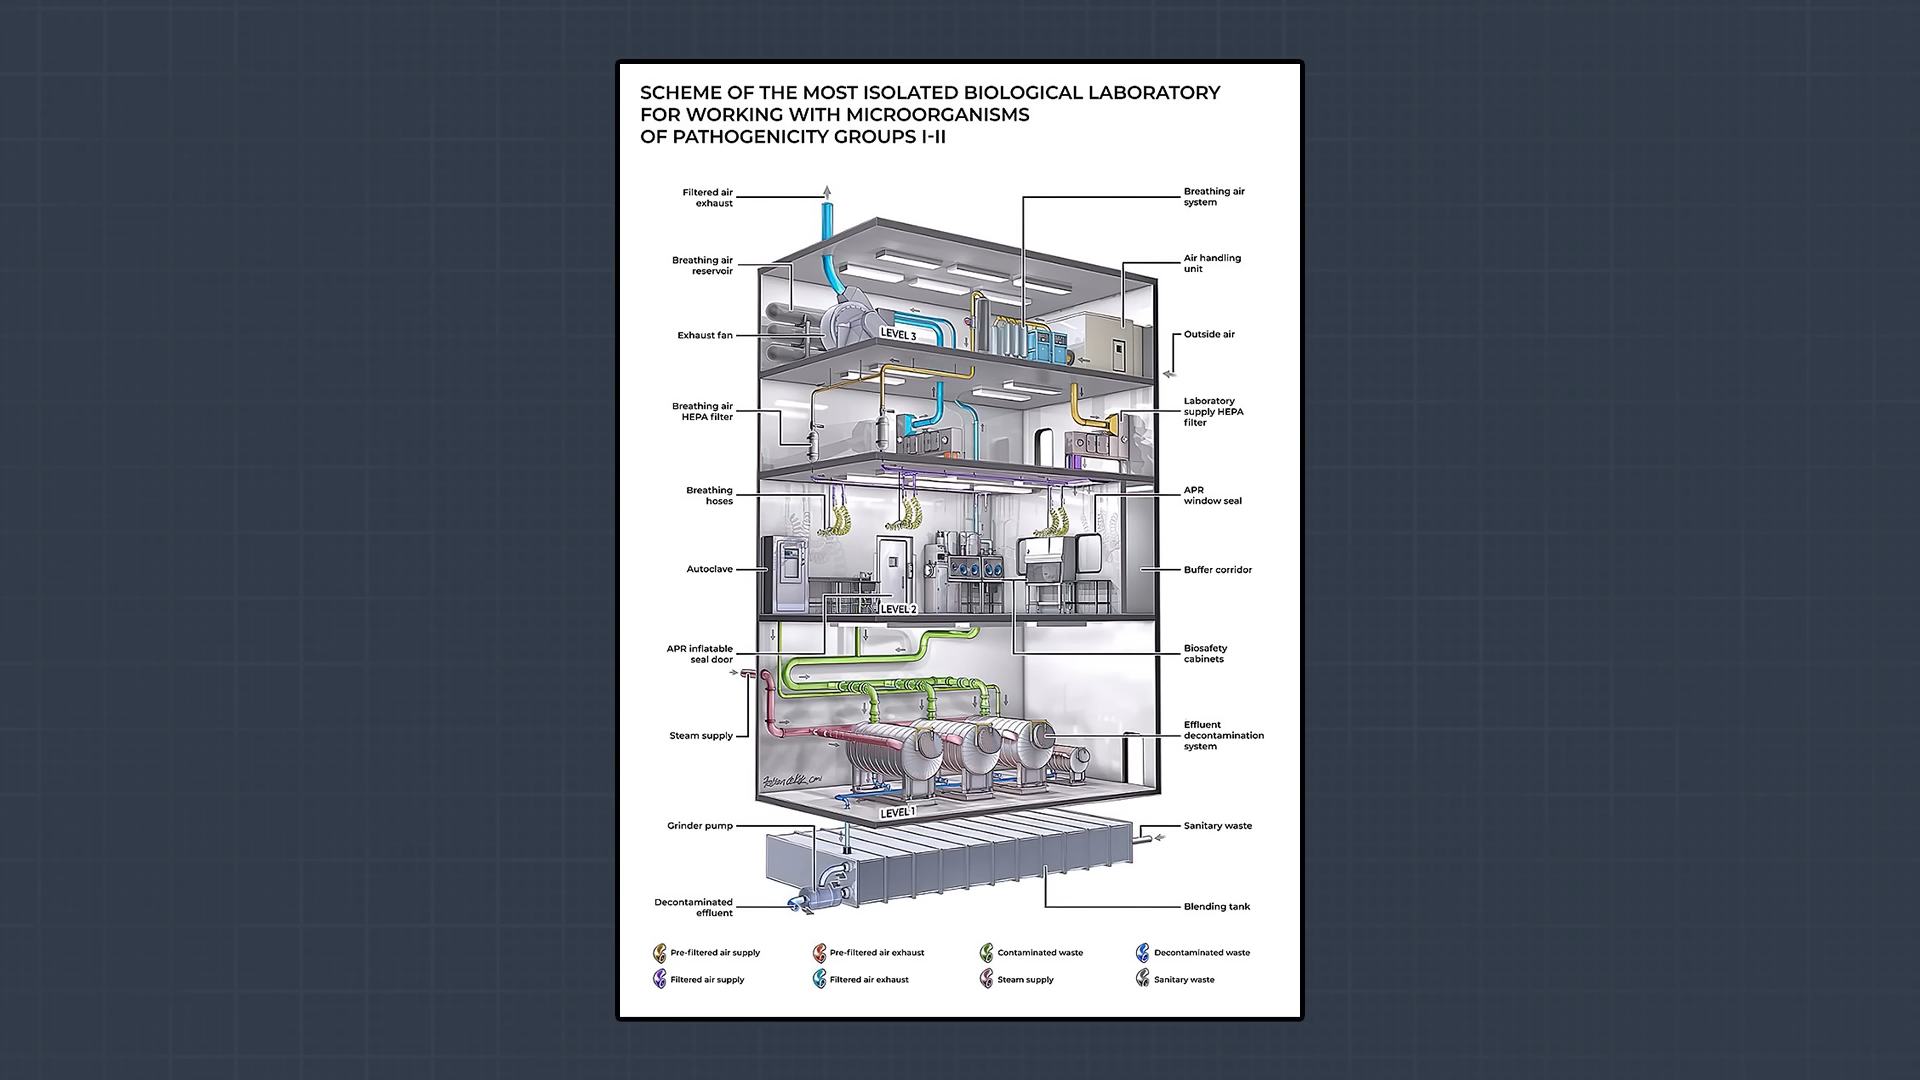 SCHEME OF THE MOST ISOLATED BIOLOGICAL LABORATORY
FOR WORKING WITH MICROORGANISMS
OF PATHOGENICITY GROUPS I-II
Filtered air
exhaust
Breathing air
system
Breathing air
reservoir
Air handling
unit
Exhaust fan
LEVEL 3
Outside air
Breathing air
HEPA filter
Laboratory
supply HEPA
filter
Breathing
hoses
APR
window seal
Autoclave
Buffer corridor
LEVEL 2
APR inflatable
seal door
Biosafety
cabinets
Steam supply
Effluent
decontamination
system
LEVEL 1
Grinder pump
Sanitary waste
Decontaminated
effluent
Blending tank
Pre-filtered air supply
Pre-filtered air exhaust
Contaminated waste
Decontaminated waste
Filtered air supply
Filtered air exhaust
Steam supply
Sanitary waste